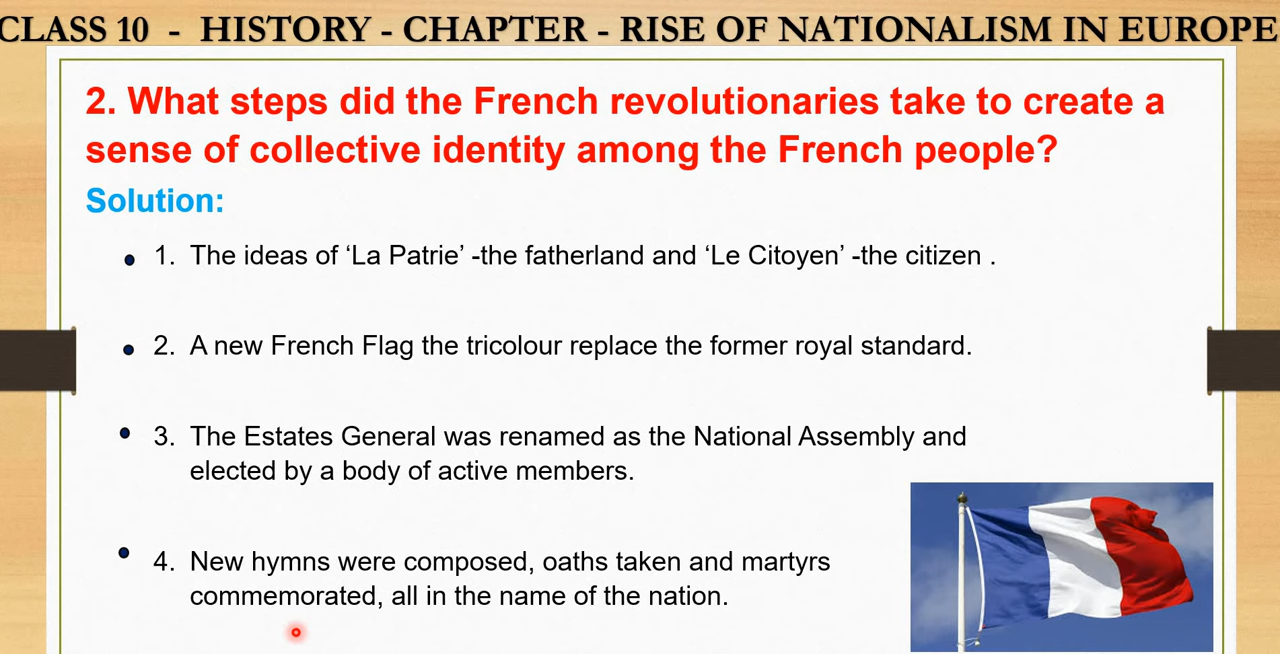 CLASS 10 - HISTORY - CHAPTER - RISE OF NATIONALISM IN EUROPE
2. What steps did the French revolutionaries take to create a
sense of collective identity among the French people?
Solution:
• 1. The ideas of ‘La Patrie’ -the fatherland and ‘Le Citoyen’ -the citizen .
• 2. A new French Flag the tricolour replace the former royal standard.
• 3. The Estates General was renamed as the National Assembly and
elected by a body of active members.
• 4. New hymns were composed, oaths taken and martyrs
commemorated, all in the name of the nation.